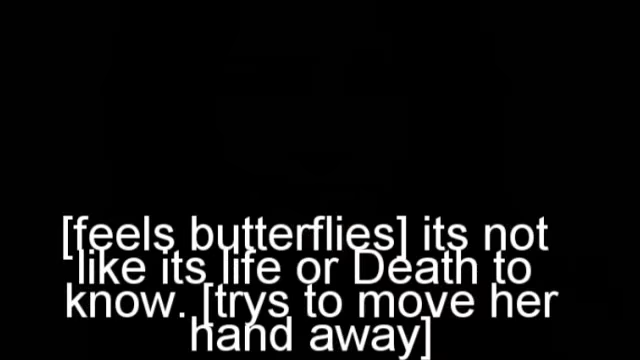 [feels butterflies] its not
like its life or Death to
know. [trys to move her
hand away]